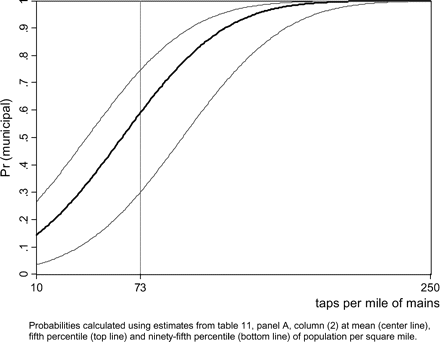 1
.9
.8
.7
.6
.5
.4
.3
.2
.1
0
Pr (municipal)
10 73 250
taps per mile of mains
Probabilities calculated using estimates from table 11, panel A, column (2) at mean (center line),
fifth percentile (top line) and ninety-fifth percentile (bottom line) of population per square mile.